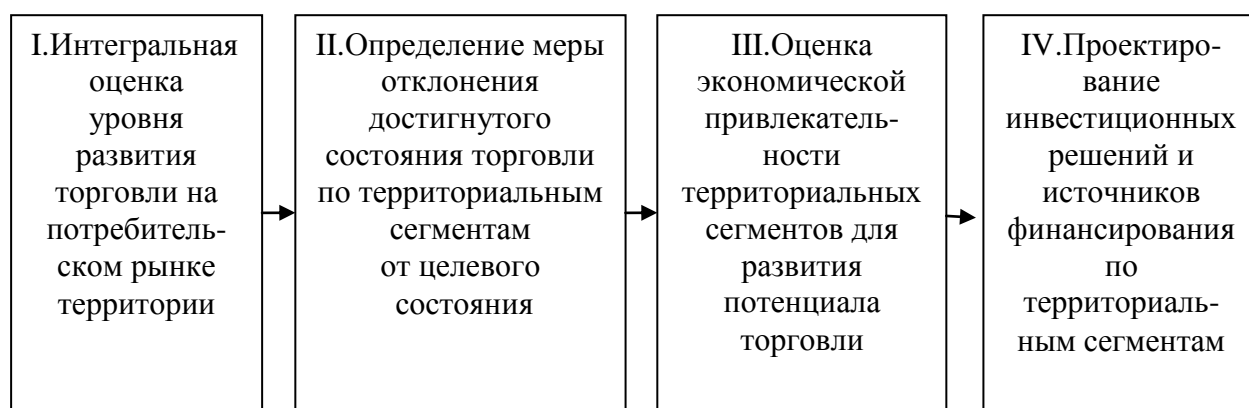 I.Интегральная
оценка
уровня
развития
торговли на
потребитель-
ском рынке
территории
II.Определение меры
отклонения
достигнутого
состояния торговли
по территориальным
сегментам
от целевого
состояния
III.Оценка
экономической
привлекатель-
ности
территориальных
сегментов для
развития
потенциала
торговли
IV.Проектиро-
вание
инвестиционных
решений и
источников
финансирования
по
территориаль-
ным сегментам